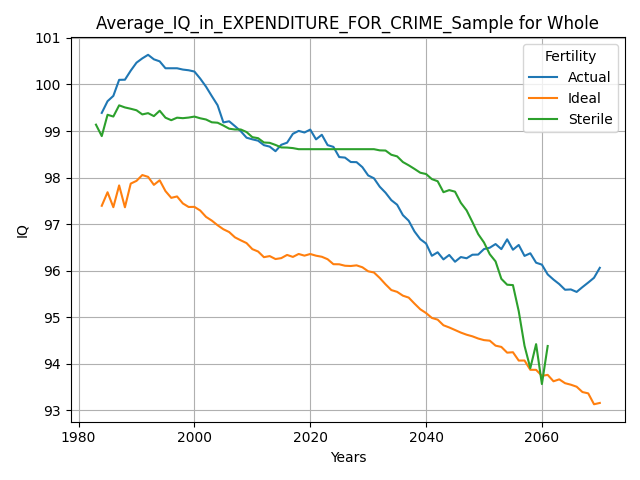 Average_IQ_in_EXPENDITURE_FOR_CRIME_Sample for Whole
Fertility
Actual
Ideal
Sterile
IQ
101
100
99
98
97
96
95
94
93
1980
2000
2020
2040
2060
Years